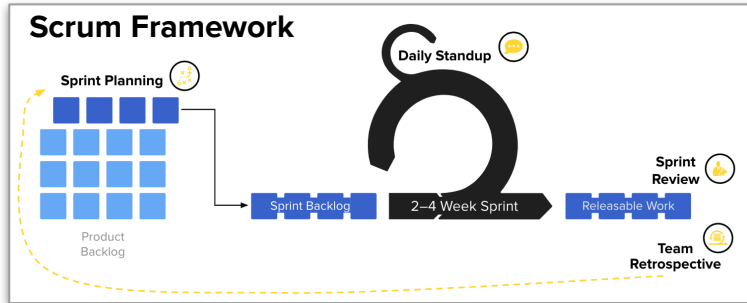 Scrum Framework
Daily Standup
Sprint Planning
Sprint
Review
Sprint Backlog
2–4 Week Sprint
Releasable Work
Product
Backlog
Team
Retrospective